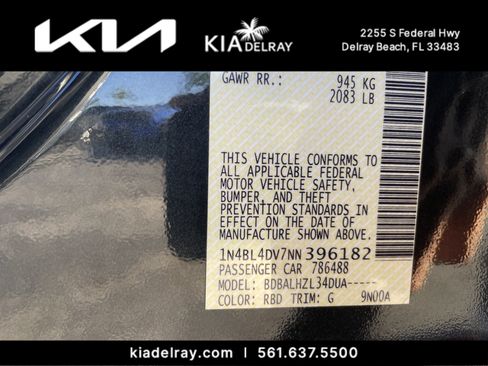 KIA
KIA DELRAY
2255 S Federal Hwy
Delray Beach, FL 33483
GAWR RR.: 945 KG
2083 LB
THIS VEHICLE CONFORMS TO
ALL APPLICABLE FEDERAL
MOTOR VEHICLE SAFETY,
BUMPER, AND THEFT
PREVENTION STANDARDS IN
EFFECT ON THE DATE OF
MANUFACTURE SHOWN ABOVE.
1N4BL4DV7NN396182
PASSENGER CAR 786488
MODEL: BDBALHZL34DUA-----
COLOR: RBD TRIM: G 9N00A
kiadelray.com | 561.637.5500